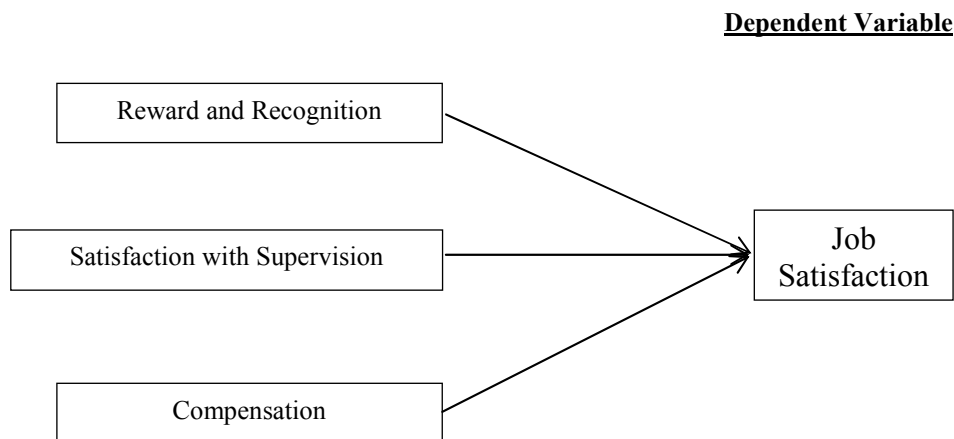 Dependent Variable
Reward and Recognition
Satisfaction with Supervision
Job
Satisfaction
Compensation